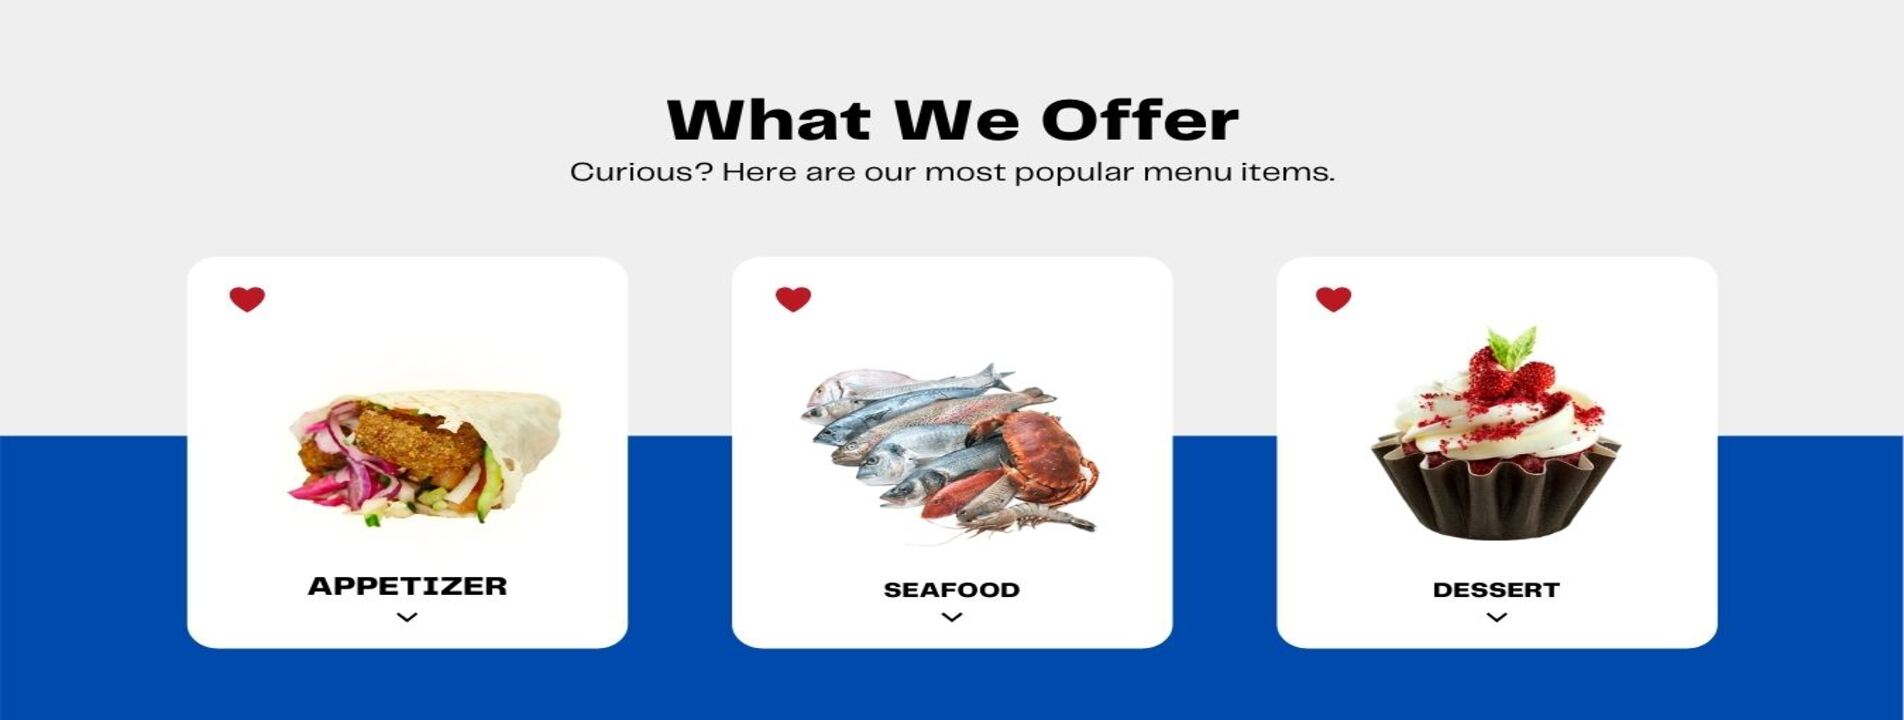 What We Offer
Curious? Here are our most popular menu items.
APPETIZER
SEAFOOD
DESSERT